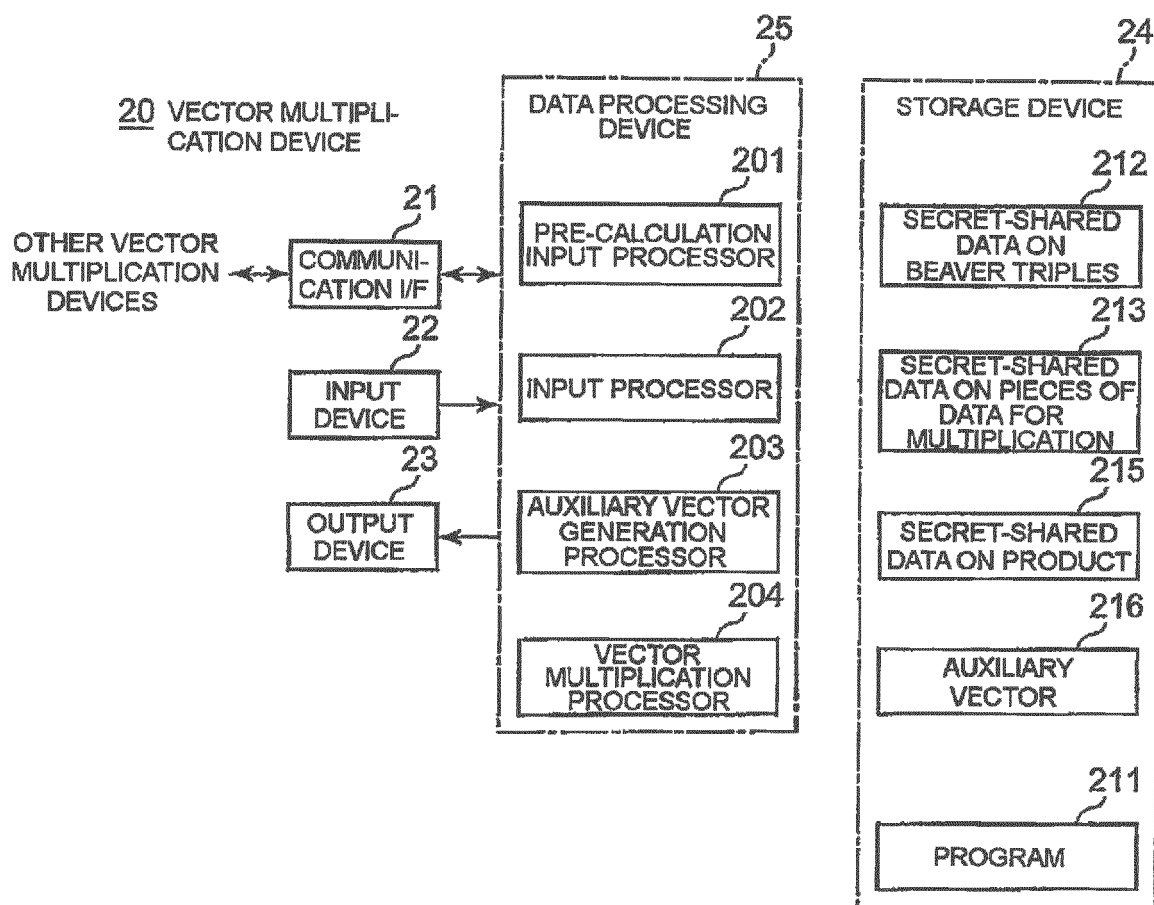 20 VECTOR MULTIPLI-
CATION DEVICE
OTHER VECTOR
MULTIPLICATION
DEVICES
21
COMMUNI-
CATION I/F
22
INPUT
DEVICE
23
OUTPUT
DEVICE
25
DATA PROCESSING
DEVICE
201
PRE-CALCULATION
INPUT PROCESSOR
202
INPUT PROCESSOR
203
AUXILIARY VECTOR
GENERATION
PROCESSOR
204
VECTOR
MULTIPLICATION
PROCESSOR
24
STORAGE DEVICE
212
SECRET-SHARED
DATA ON
BEAVER TRIPLES
213
SECRET-SHARED
DATA ON PIECES OF
DATA FOR
MULTIPLICATION
215
SECRET-SHARED
DATA ON PRODUCT
216
AUXILIARY
VECTOR
211
PROGRAM